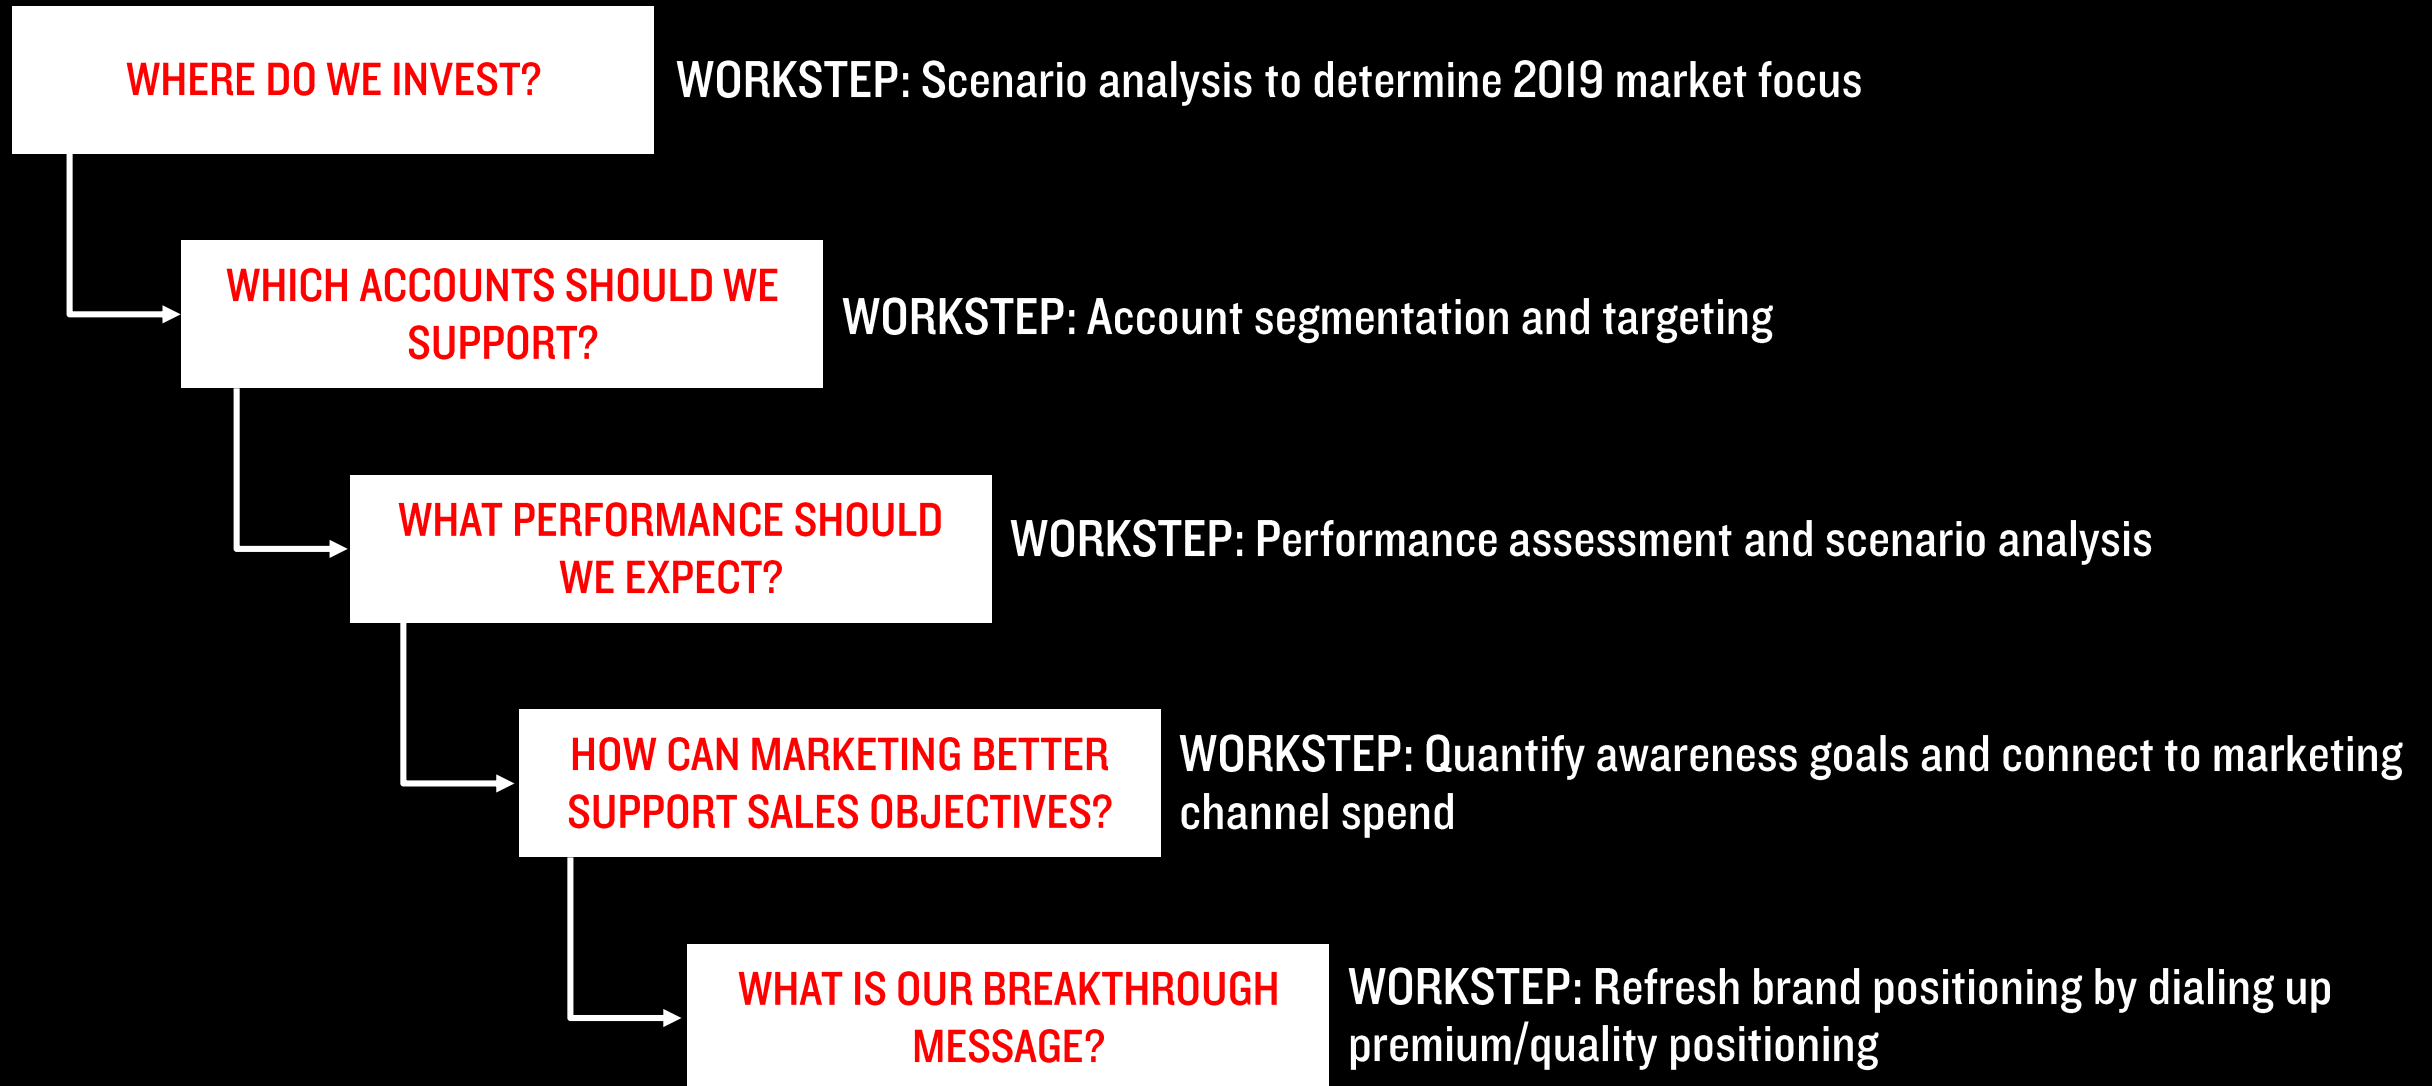 WHERE DO WE INVEST?
WORKSTEP: Scenario analysis to determine 2019 market focus
WHICH ACCOUNTS SHOULD WE
SUPPORT?
WORKSTEP: Account segmentation and targeting
WHAT PERFORMANCE SHOULD
WE EXPECT?
WORKSTEP: Performance assessment and scenario analysis
HOW CAN MARKETING BETTER
SUPPORT SALES OBJECTIVES?
WORKSTEP: Quantify awareness goals and connect to marketing
channel spend
WHAT IS OUR BREAKTHROUGH
MESSAGE?
WORKSTEP: Refresh brand positioning by dialing up
premium/quality positioning